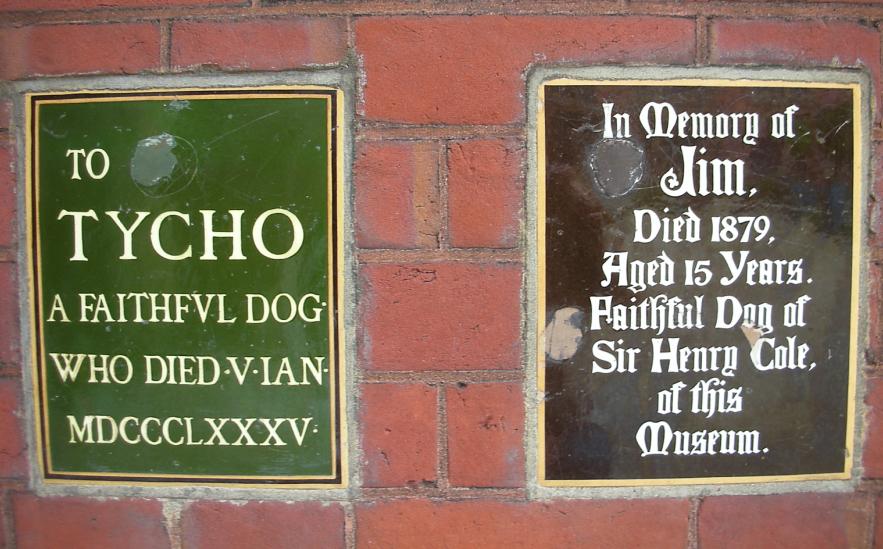 TO
TYCHO
A FAITHFVL DOG·
WHO DIED·V·IAN·
MDCCCLXXXV·
In Memory of
Jim,
Died 1879,
Aged 15 Years.
Faithful Dog of
Sir Henry Cole,
of this
Museum.